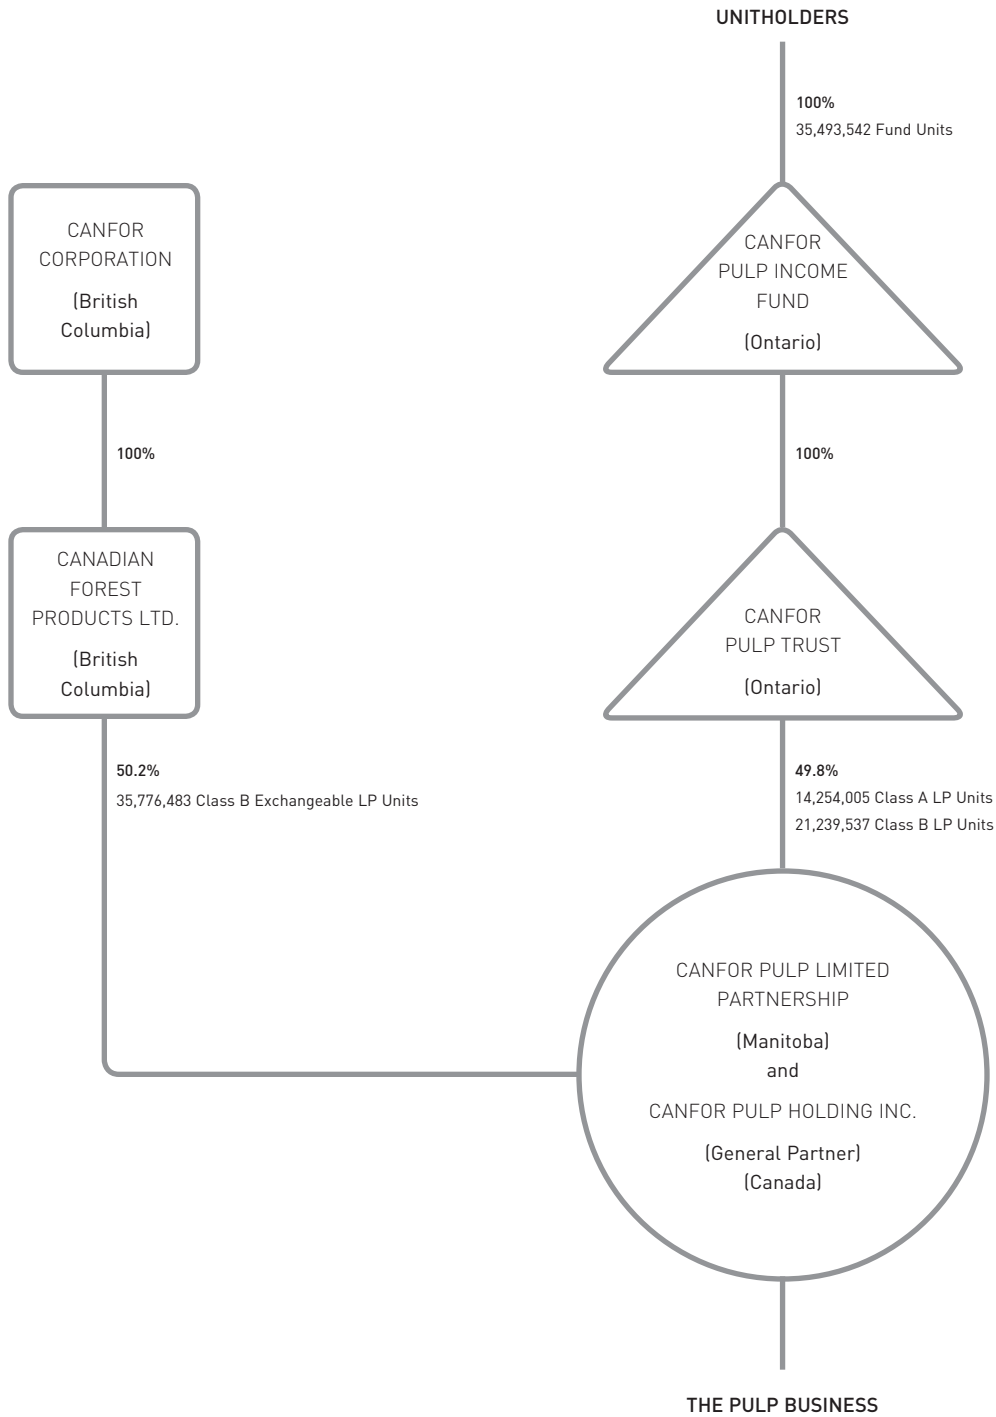 UNITHOLDERS
100%
35,493,542 Fund Units
CANFOR
CORPORATION
(British
Columbia)
CANFOR
PULP INCOME
FUND
(Ontario)
100%
100%
CANADIAN
FOREST
PRODUCTS LTD.
(British
Columbia)
CANFOR
PULP TRUST
(Ontario)
50.2%
35,776,483 Class B Exchangeable LP Units
49.8%
14,254,005 Class A LP Units
21,239,537 Class B LP Units
CANFOR PULP LIMITED
PARTNERSHIP
(Manitoba)
and
CANFOR PULP HOLDING INC.
(General Partner)
(Canada)
THE PULP BUSINESS